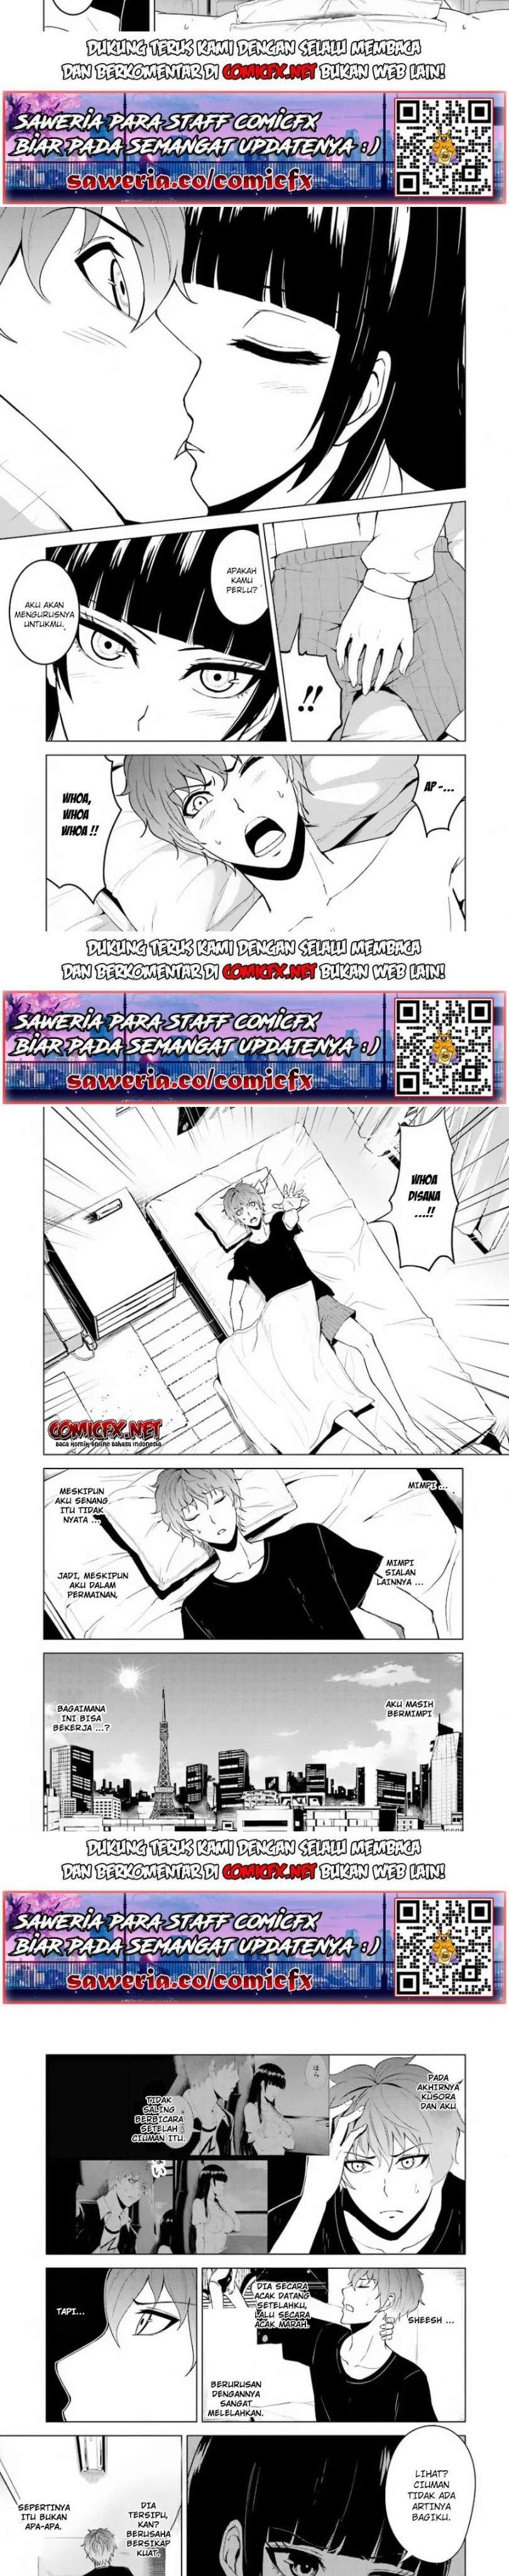 DUKUNG TERUS KAMI DENGAN SELALU MEMBACA
DAN BERKOMENTAR DI COMICFX.NET BUKAN WEB LAIN!
SAWERIA PARA STAFF COMICFX
BIAR PADA SEMANGAT UPDATENYA :)
saweria.co/comicfx
APAKAH
KAMU
PERLU?
AKU AKAN
MENGURUSNYA
UNTUKMU.
!!
AP-...
WHOA,
WHOA
WHOA !!
DUKUNG TERUS KAMI DENGAN SELALU MEMBACA
DAN BERKOMENTAR DI COMICFX.NET BUKAN WEB LAIN!
SAWERIA PARA STAFF COMICFX
BIAR PADA SEMANGAT UPDATENYA :)
saweria.co/comicfx
WHOA
DISANA
...!!
COMICFX.NET
Baca komik online bahasa indonesia
MIMPI ...
MESKIPUN
AKU SENANG
ITU TIDAK
NYATA ...
MIMPI
SIALAN
LAINNYA ...
JADI, MESKIPUN
AKU DALAM
PERMAINAN,
AKU MASIH
BERMIMPI
BAGAIMANA
INI BISA
BEKERJA ...?
DUKUNG TERUS KAMI DENGAN SELALU MEMBACA
DAN BERKOMENTAR DI COMICFX.NET BUKAN WEB LAIN!
SAWERIA PARA STAFF COMICFX
BIAR PADA SEMANGAT UPDATENYA :)
saweria.co/comicfx
PADA
AKHIRNYA
KUSORA
DAN AKU
TIDAK
SALING
BERBICARA
SETELAH
CIUMAN ITU.
DIA SECARA
ACAK DATANG
SETELAHKU,
LALU SECARA
ACAK MARAH.
SHEESH ...
BERURUSAN
DENGANNYA
SANGAT
MELELAHKAN.
TAPI...
LIHAT?
CIUMAN
TIDAK ADA
ARTINYA
BAGIKU.
DIA
TERSIPU,
KAN?
BERUSAHA
BERSIKAP
KUAT.
SEPERTINYA
ITU BUKAN
APA-APA.